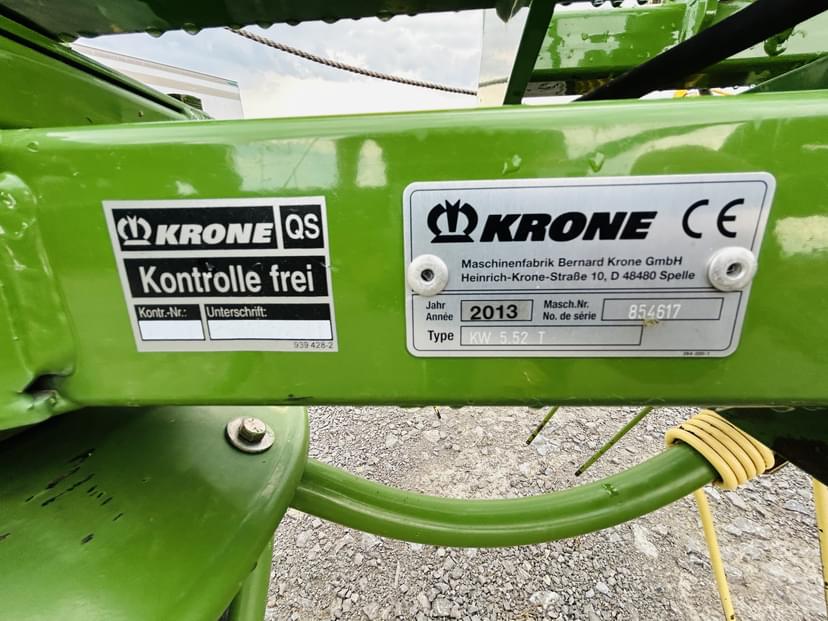 KRONE QS
Kontrolle frei
Kontr.-Nr.: Unterschrift:
939 428-2
KRONE CE
Maschinenfabrik Bernard Krone GmbH
Heinrich-Krone-Straße 10, D 48480 Spelle
Jahr
Année
2013
Masch.Nr.
No. de série
854617
Type KW 5.52 T